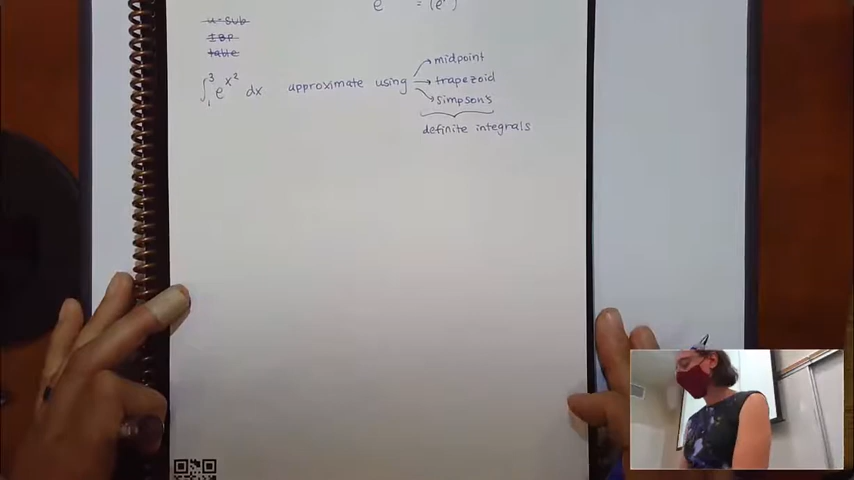 e = (e
u-sub
IBP
table
∫₁³ e^x² dx approximate using
midpoint
trapezoid
simpson's
definite integrals